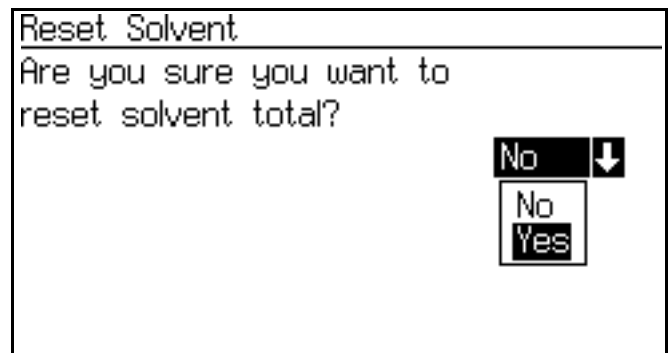 Reset Solvent
Are you sure you want to
reset solvent total?
No
No
Yes